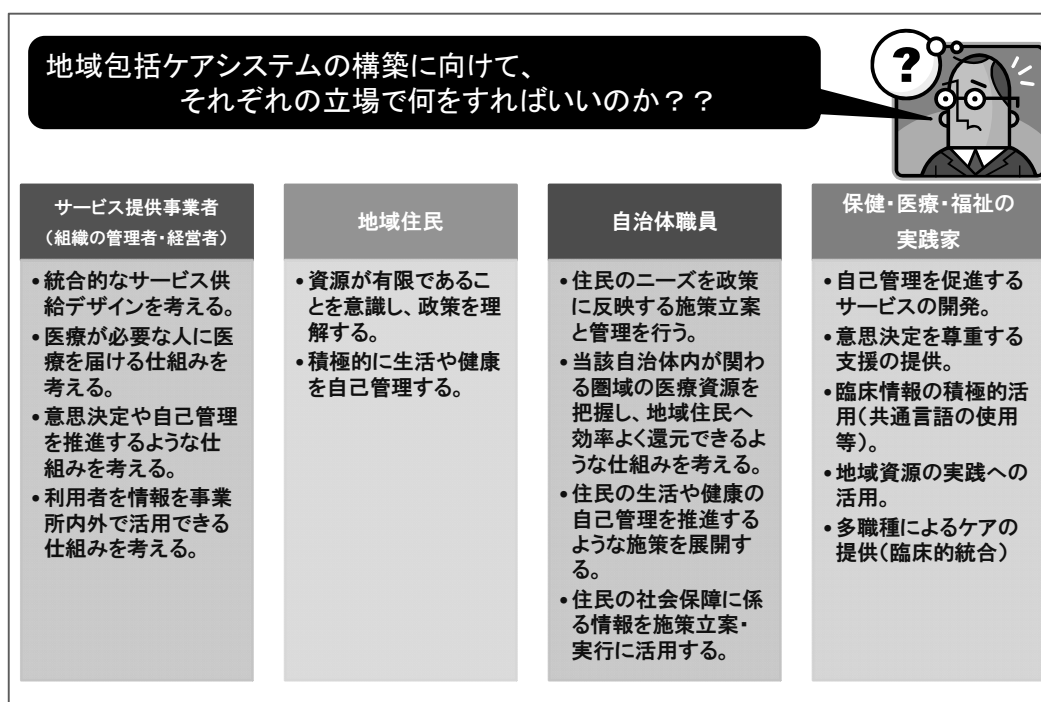 地域包括ケアシステムの構築に向けて、
それぞれの立場で何をすればいいのか？？
?
サービス提供事業者
（組織の管理者・経営者）
•統合的なサービス供
給デザインを考える。
•医療が必要な人に医
療を届ける仕組みを
考える。
•意思決定や自己管理
を推進するような仕
組みを考える。
•利用者を情報を事業
所内外で活用できる
仕組みを考える。
地域住民
•資源が有限であるこ
とを意識し、政策を理
解する。
•積極的に生活や健康
を自己管理する。
自治体職員
•住民のニーズを政策
に反映する施策立案
と管理を行う。
•当該自治体内が関わ
る圏域の医療資源を
把握し、地域住民へ
効率よく還元できるよ
うな仕組みを考える。
•住民の生活や健康の
自己管理を推進する
ような施策を展開す
る。
•住民の社会保障に係
る情報を施策立案・
実行に活用する。
保健・医療・福祉の
実践家
•自己管理を促進する
サービスの開発。
•意思決定を尊重する
支援の提供。
•臨床情報の積極的活
用（共通言語の使用
等）。
•地域資源の実践への
活用。
•多職種によるケアの
提供（臨床的統合）